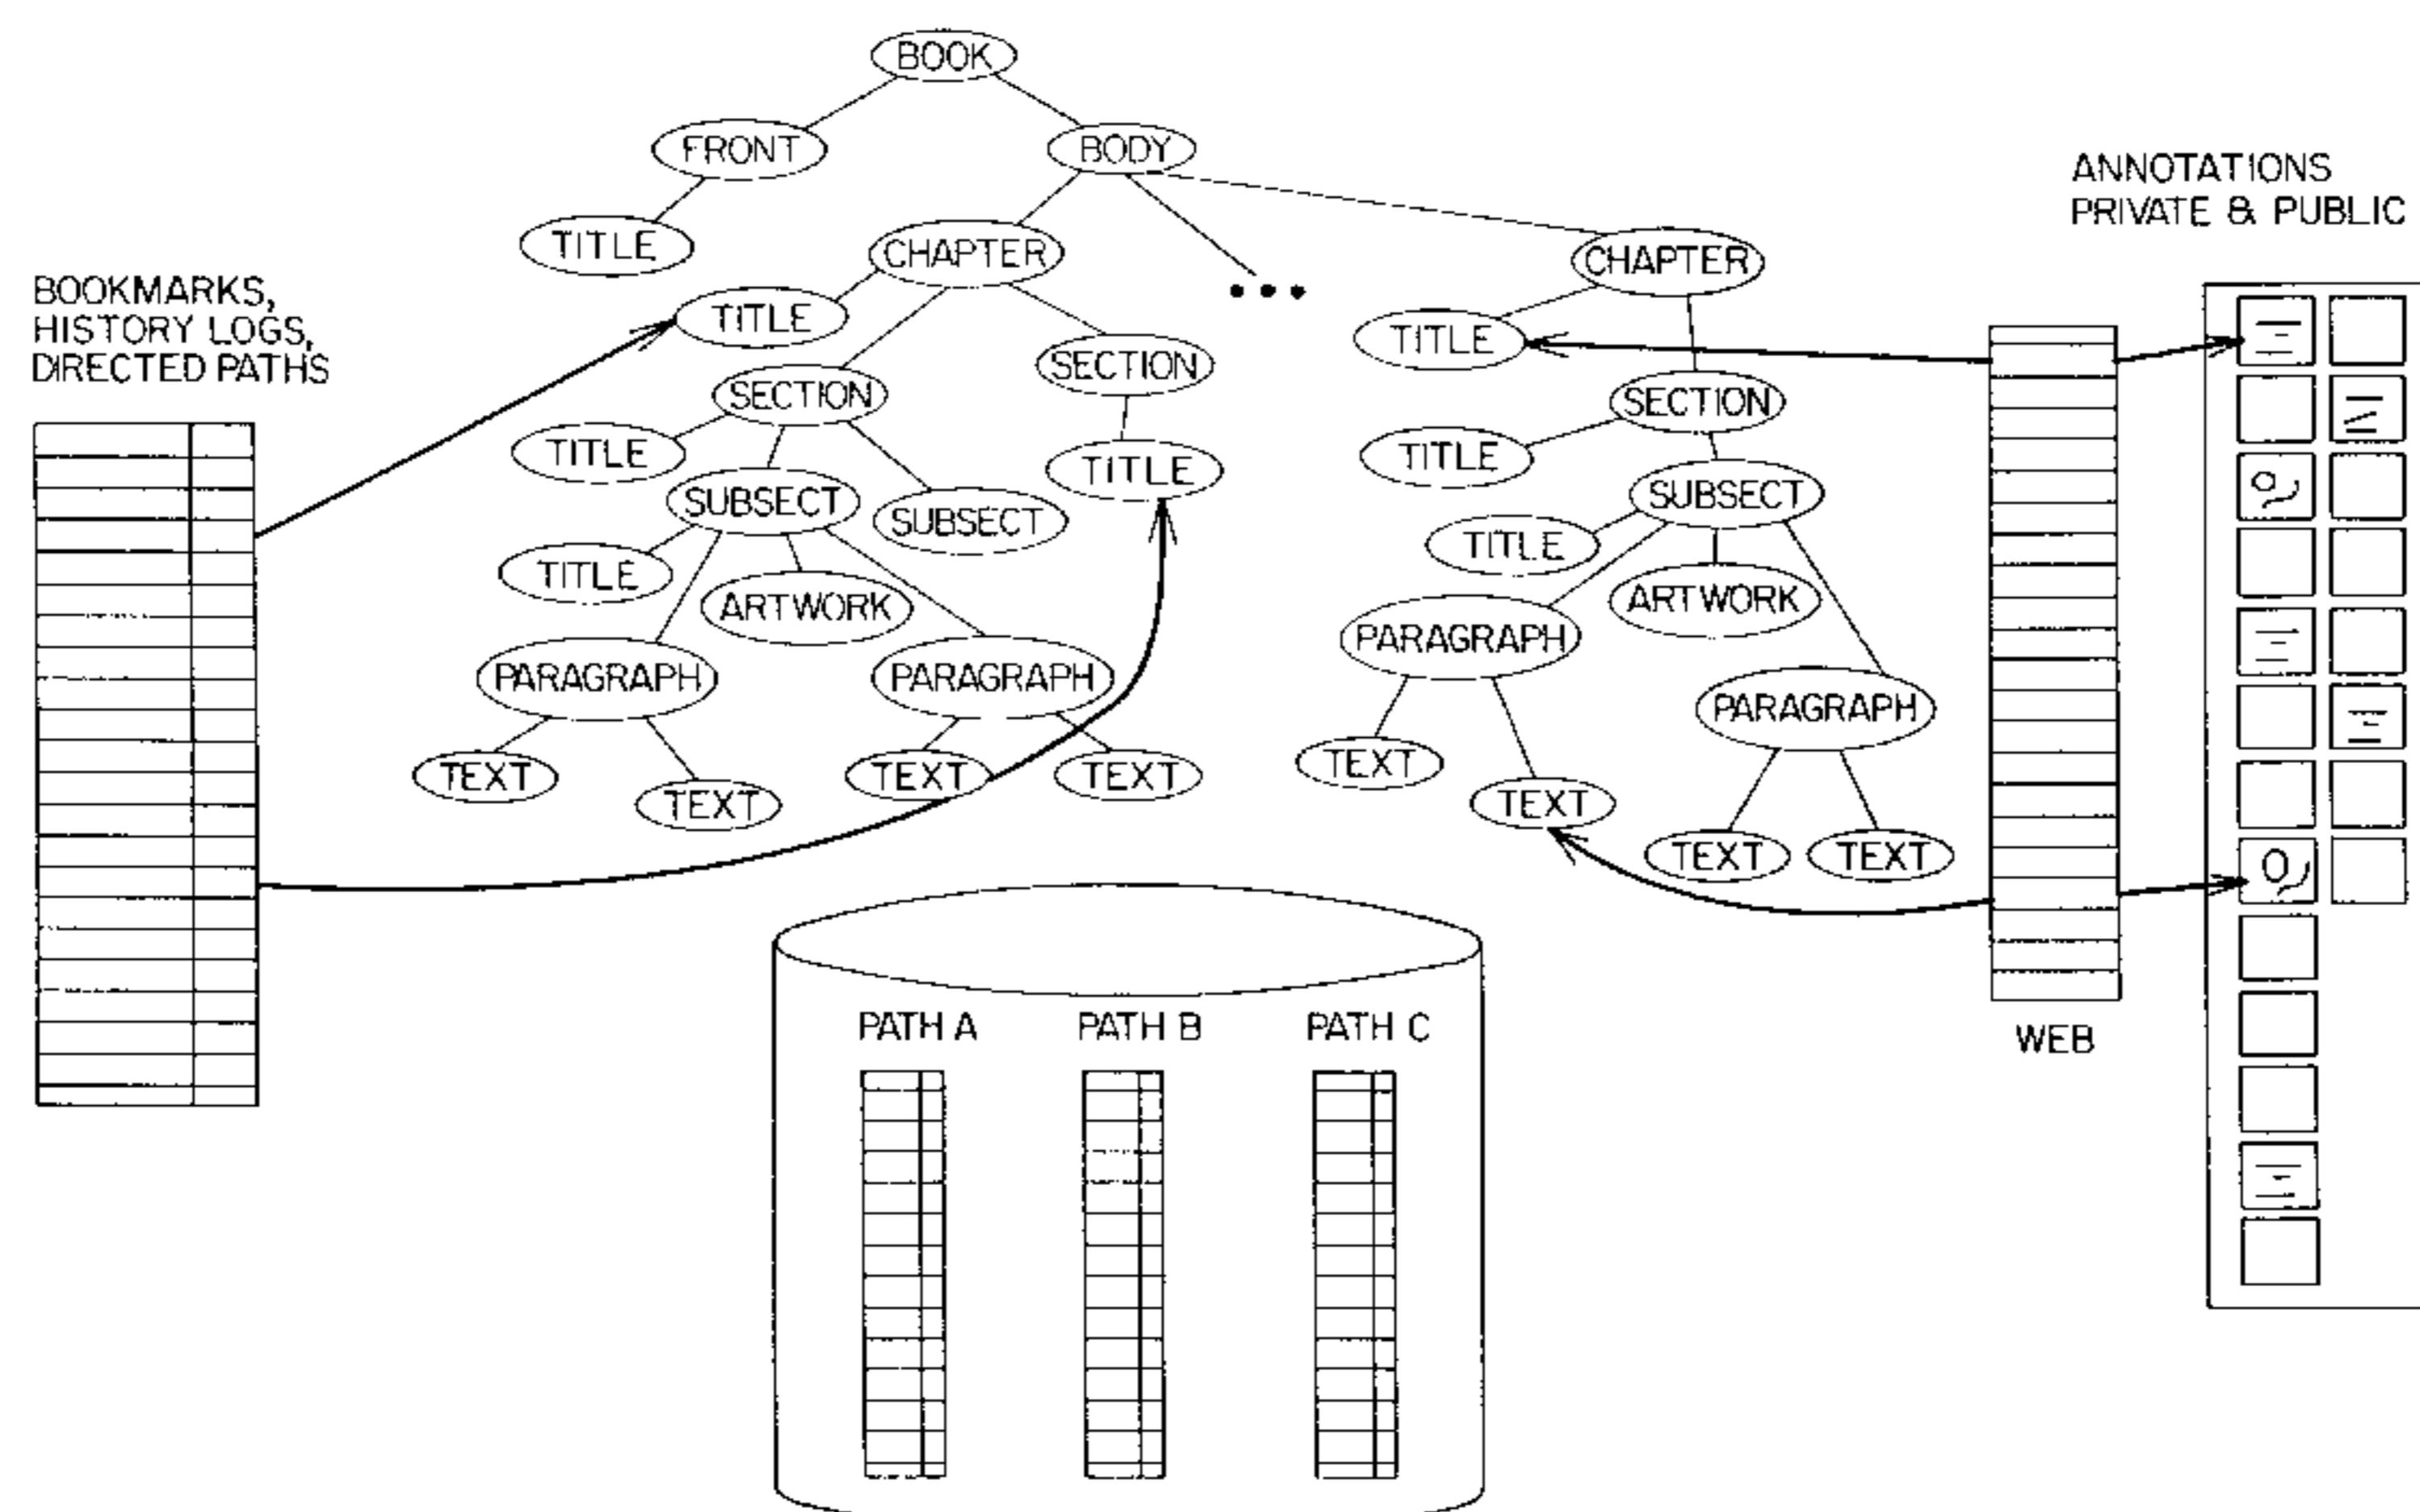 BOOK
FRONT
BODY
ANNOTATIONS
PRIVATE & PUBLIC
TITLE
CHAPTER
CHAPTER
BOOKMARKS,
HISTORY LOGS,
DIRECTED PATHS
TITLE
TITLE
SECTION
SECTION
SECTION
TITLE
TITLE
TITLE
SUBSECT
SUBSECT
SUBSECT
TITLE
TITLE
ARTWORK
ARTWORK
PARAGRAPH
PARAGRAPH
PARAGRAPH
PARAGRAPH
TEXT
TEXT
TEXT
TEXT
TEXT
TEXT
TEXT
TEXT
PATH A
PATH B
PATH C
WEB